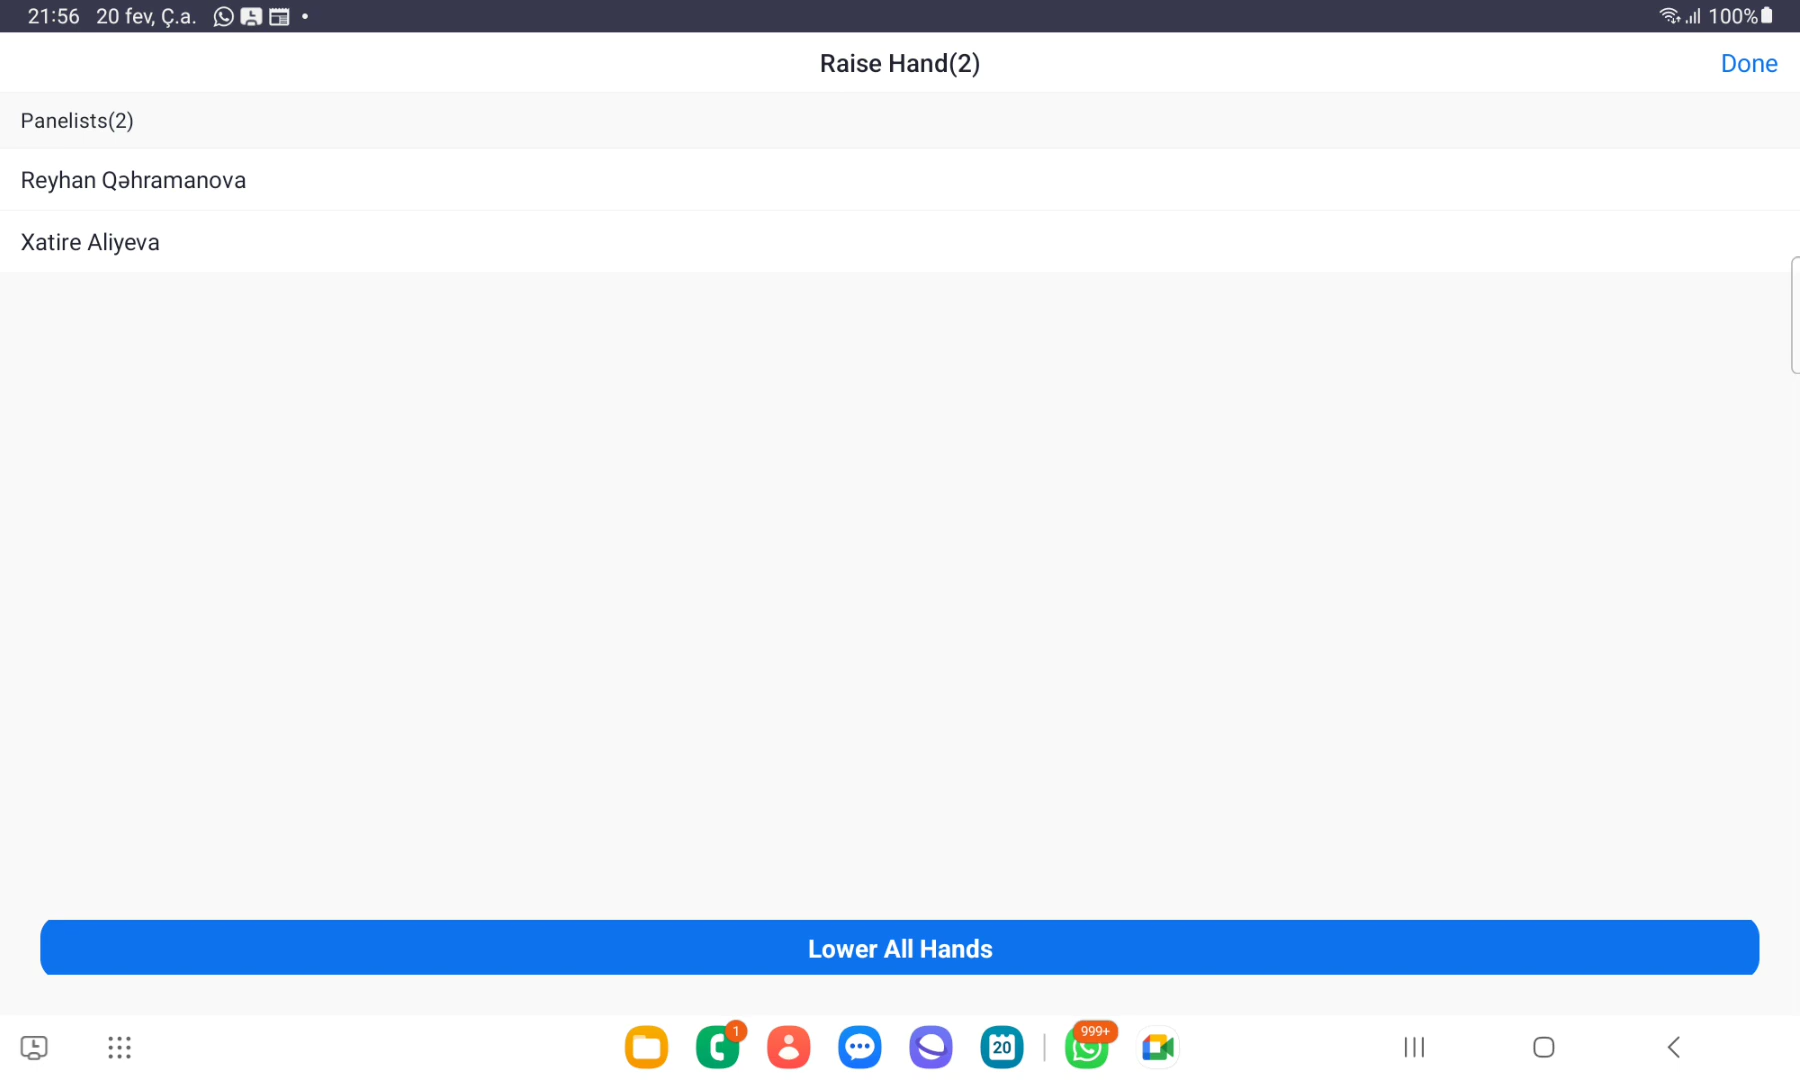 21:56 20 fev, Ç.a. 100%
Raise Hand(2)
Done
Panelists(2)
Reyhan Qəhramanova
Xatire Aliyeva
Lower All Hands
1
20
999+